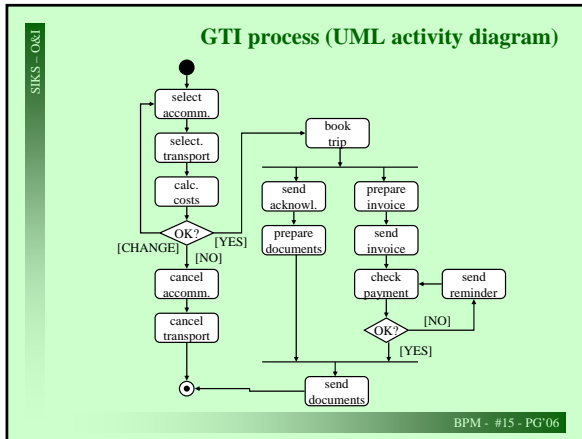 SIKS – O&I
GTI process (UML activity diagram)
select
accomm.
select.
transport
calc.
costs
OK?
[CHANGE]
[YES]
[NO]
cancel
accomm.
cancel
transport
book
trip
send
acknowl.
prepare
documents
prepare
invoice
send
invoice
check
payment
send
reminder
OK?
[NO]
[YES]
send
documents
BPM - #15 - PG'06